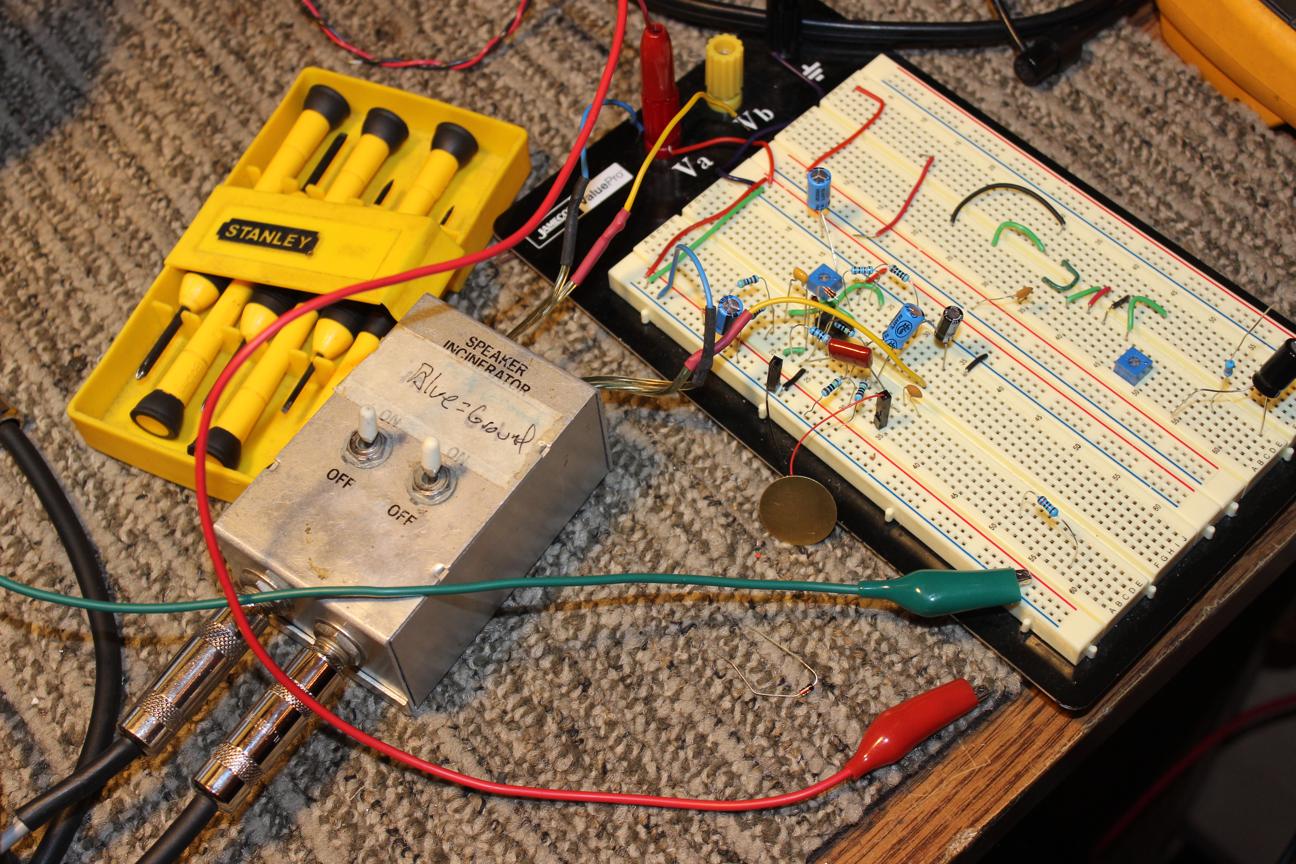 STANLEY
SPEAKER
INCINERATOR
Blue=Ground
ON
ON
OFF
OFF
JAMECO ValuePro
Va
Vb